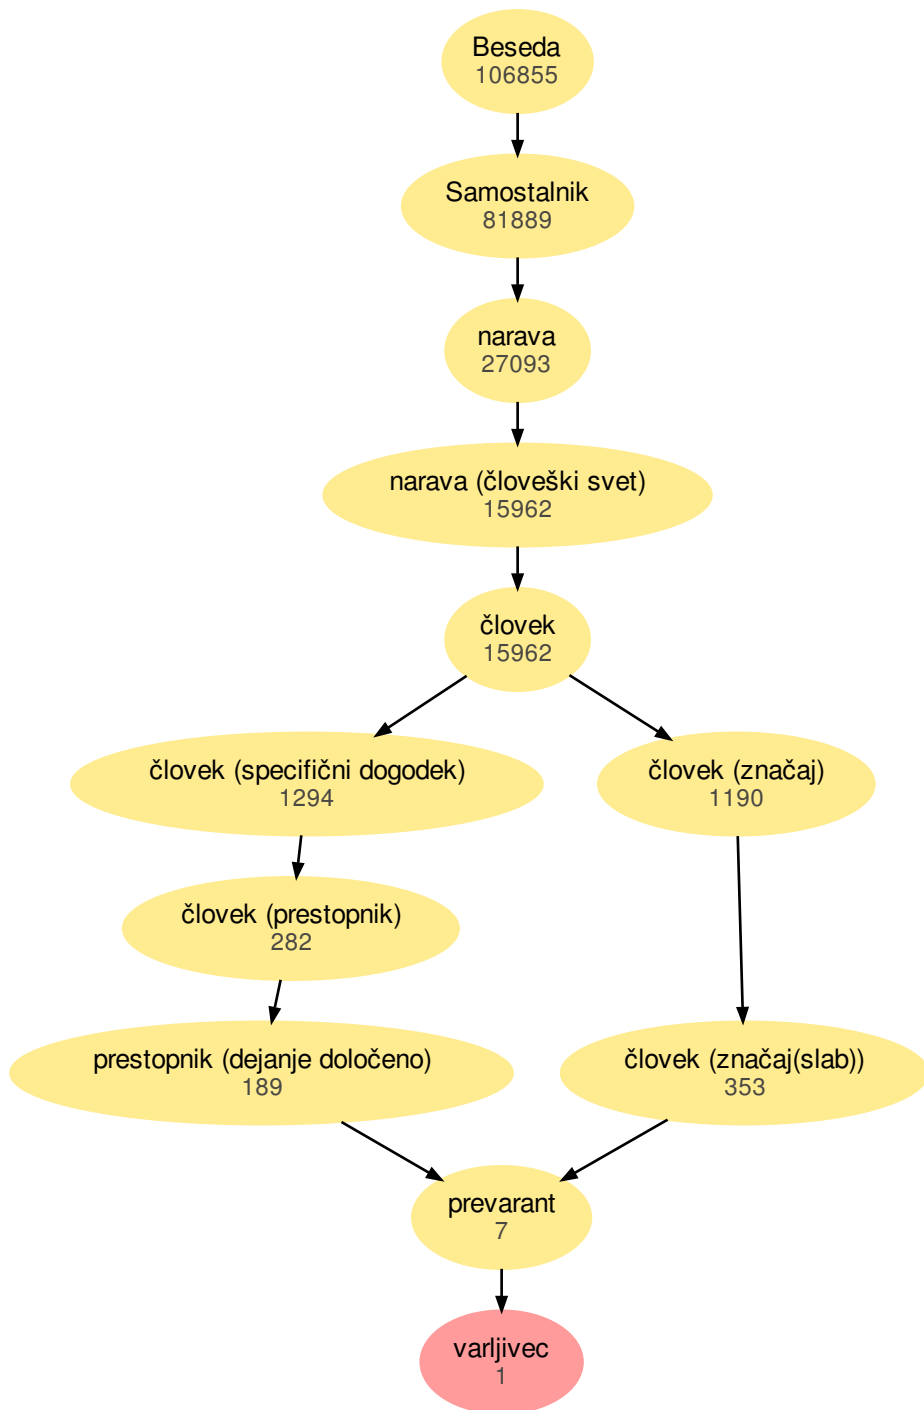 Beseda
106855
Samostalnik
81889
narava
27093
narava (človeški svet)
15962
človek
15962
človek (specifični dogodek)
1294
človek (značaj)
1190
človek (prestopnik)
282
prestopnik (dejanje določeno)
189
človek (značaj(slab))
353
prevarant
7
varljivec
1